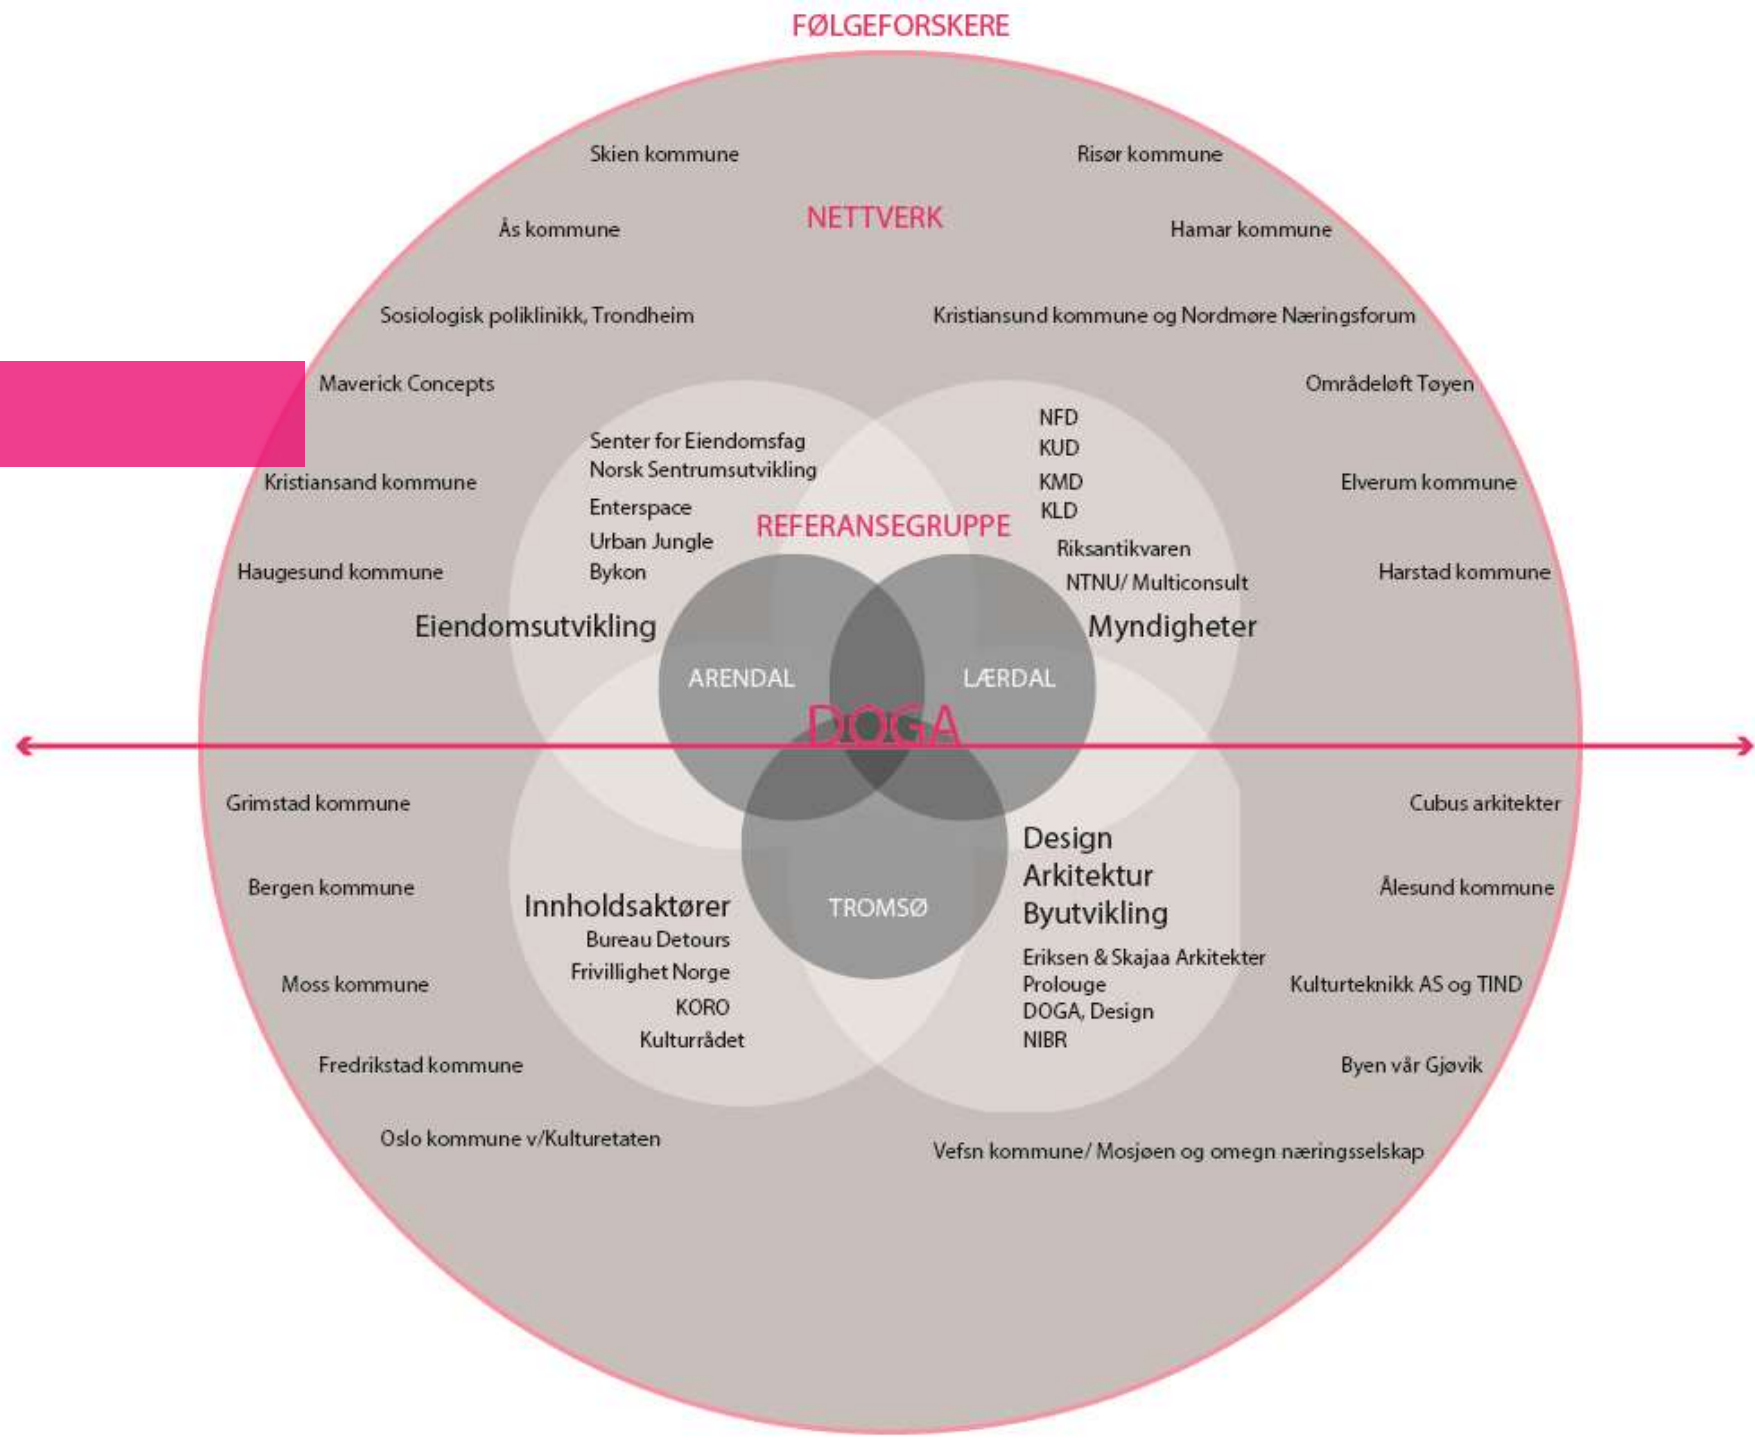 FØLGEFORSKERE
Skien kommune
Risør kommune
NETTVERK
Ås kommune
Hamar kommune
Sosiologisk poliklinikk, Trondheim
Kristiansund kommune og Nordmøre Næringsforum
Maverick Concepts
Områdeløft Tøyen
Kristiansand kommune
Elverum kommune
Haugesund kommune
Harstad kommune
Senter for Eiendomsfag
Norsk Sentrumsutvikling
Enterspace
Urban Jungle
Bykon
Eiendomsutvikling
REFERANSEGRUPPE
NFD
KUD
KMD
KLD
Riksantikvaren
NTNU/ Multiconsult
Myndigheter
ARENDAL
LÆRDAL
DOGA
TROMSØ
Grimstad kommune
Cubus arkitekter
Bergen kommune
Ålesund kommune
Moss kommune
Kulturteknikk AS og TIND
Fredrikstad kommune
Byen vår Gjøvik
Innholdsaktører
Bureau Detours
Frivillighet Norge
KORO
Kulturrådet
Design
Arkitektur
Byutvikling
Eriksen & Skajaa Arkitekter
Prolouge
DOGA, Design
NIBR
Oslo kommune v/Kulturetaten
Vefsn kommune/ Mosjøen og omegn næringsselskap